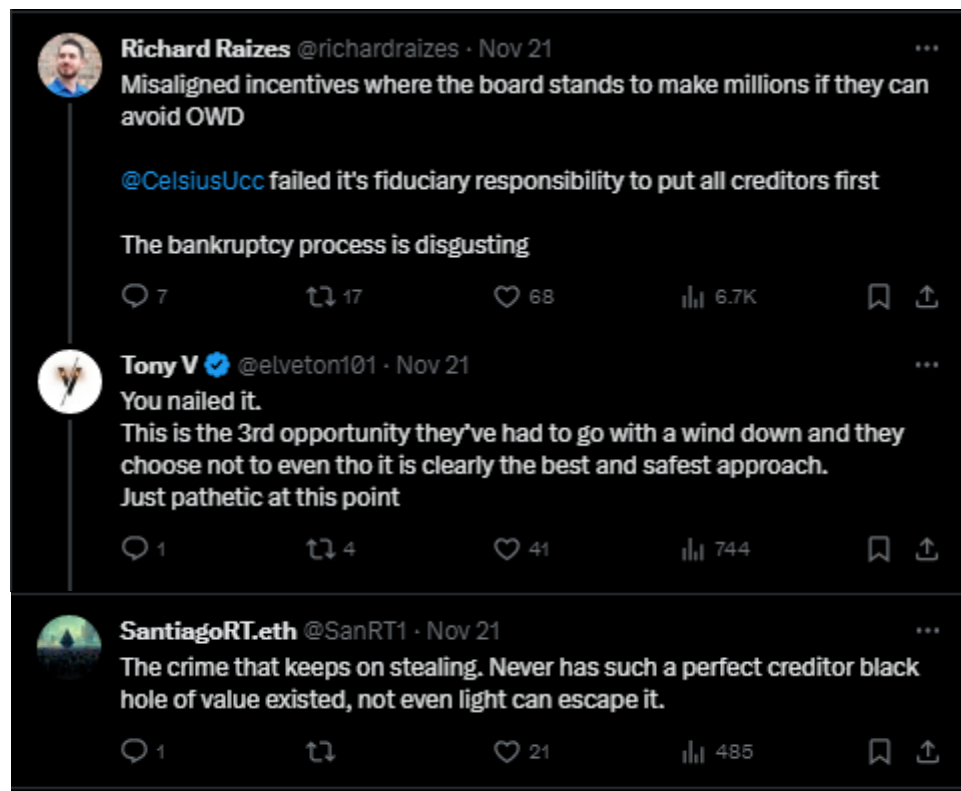 Richard Raizes @richardraizes · Nov 21
Misaligned incentives where the board stands to make millions if they can
avoid OWD
@CelsiusUcc failed it's fiduciary responsibility to put all creditors first
The bankruptcy process is disgusting
7 17 68 6.7K
Tony V @elveton101 · Nov 21
You nailed it.
This is the 3rd opportunity they've had to go with a wind down and they
choose not to even tho it is clearly the best and safest approach.
Just pathetic at this point
1 4 41 744
SantiagoRT.eth @SanRT1 · Nov 21
The crime that keeps on stealing. Never has such a perfect creditor black
hole of value existed, not even light can escape it.
1 21 485